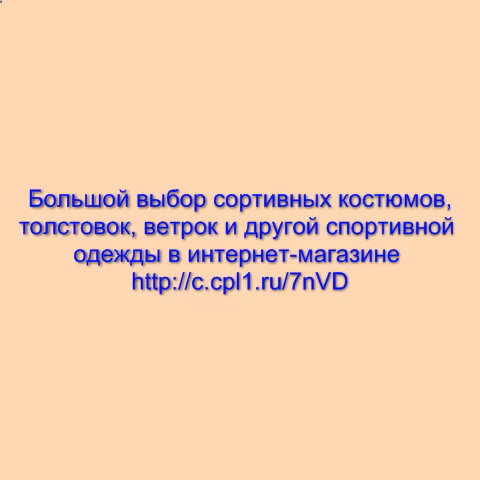 Большой выбор сортивных костюмов,
толстовок, ветрок и другой спортивной
одежды в интернет-магазине
http://c.cpl1.ru/7nVD